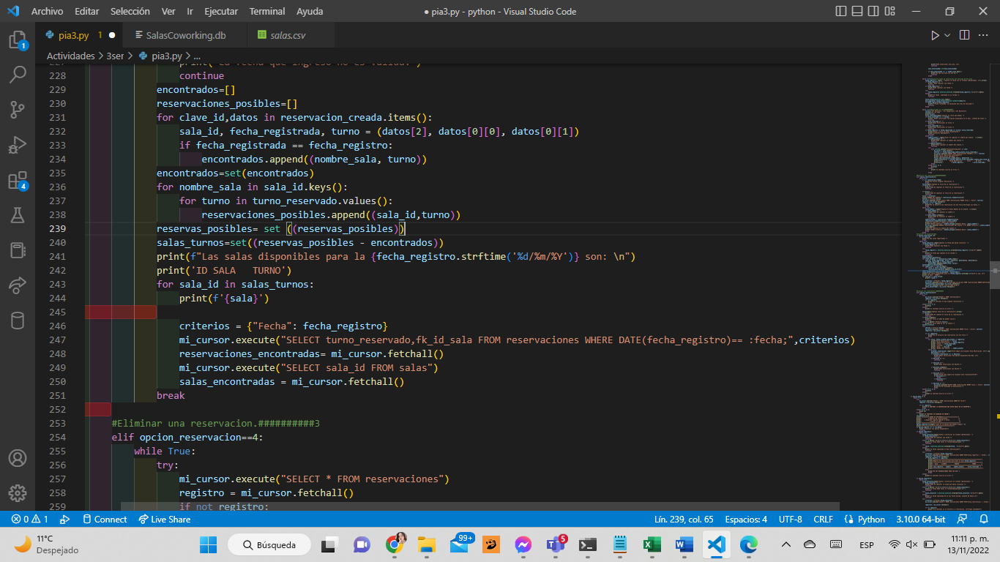 Archivo Editar Selección Ver Ir Ejecutar Terminal Ayuda
● pia3.py - python - Visual Studio Code
pia3.py 1 ●
SalasCoworking.db
salas.csv
Actividades > 3ser > pia3.py > ...
228 continue
229 encontrados=[]
230 reservaciones_posibles=[]
231 for clave_id,datos in reservacion_creada.items():
232 sala_id, fecha_registrada, turno = (datos[2], datos[0][0], datos[0][1])
233 if fecha_registrada == fecha_registro:
234 encontrados.append((nombre_sala, turno))
235 encontrados=set(encontrados)
236 for nombre_sala in sala_id.keys():
237 for turno in turno_reservado.values():
238 reservaciones_posibles.append((sala_id,turno))
239 reservas_posibles= set ((reservas_posibles))
240 salas_turnos=set((reservas_posibles - encontrados))
241 print(f"Las salas disponibles para la {fecha_registro.strftime('%d/%m/%Y')} son: \n")
242 print('ID SALA   TURNO')
243 for sala_id in salas_turnos:
244 print(f'{sala}')
245
246 criterios = {"Fecha": fecha_registro}
247 mi_cursor.execute("SELECT turno_reservado,fk_id_sala FROM reservaciones WHERE DATE(fecha_registro)== :fecha;",criterios)
248 reservaciones_encontradas= mi_cursor.fetchall()
249 mi_cursor.execute("SELECT sala_id FROM salas")
250 salas_encontradas = mi_cursor.fetchall()
251 break
252
253 #Eliminar una reservacion.##########3
254 elif opcion_reservacion==4:
255 while True:
256 try:
257 mi_cursor.execute("SELECT * FROM reservaciones")
258 registro = mi_cursor.fetchall()
259 if not registro:
1
4
0 1 Connect Live Share
Lín. 239, col. 65 Espacios: 4 UTF-8 CRLF Python 3.10.0 64-bit
11°C
Despejado
Búsqueda
99+
5
ESP
11:11 p. m.
13/11/2022